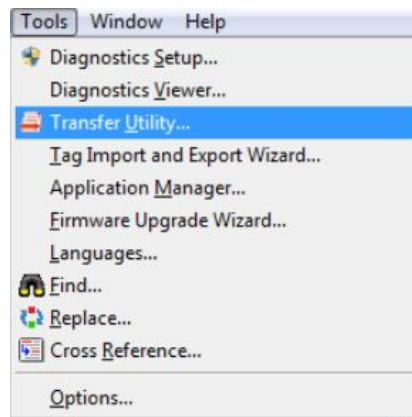 Tools Window Help
Diagnostics Setup...
Diagnostics Viewer...
Transfer Utility...
Tag Import and Export Wizard...
Application Manager...
Firmware Upgrade Wizard...
Languages...
Find...
Replace...
Cross Reference...
Options...